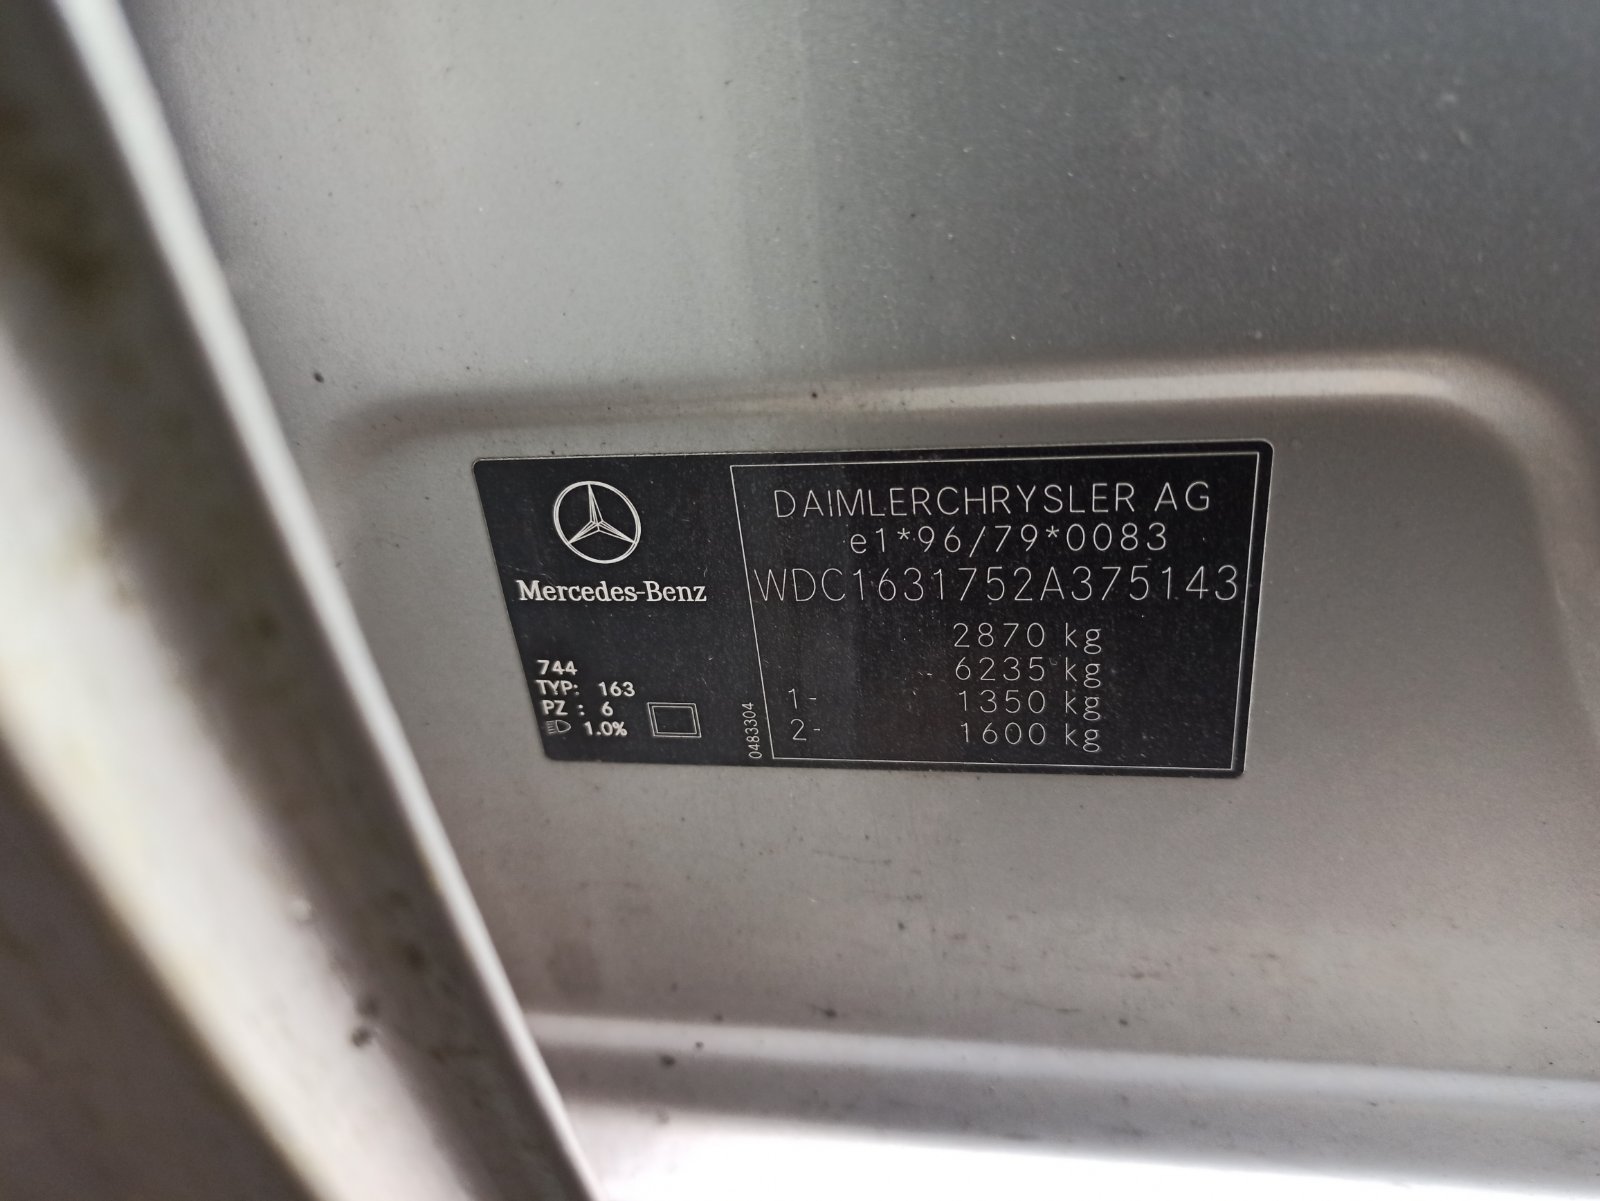 Mercedes-Benz
744
TYP: 163
PZ : 6
1.0%
0483304
DAIMLERCHRYSLER AG
e1*96/79*0083
WDC1631752A375143
2870 kg
6235 kg
1- 1350 kg
2- 1600 kg